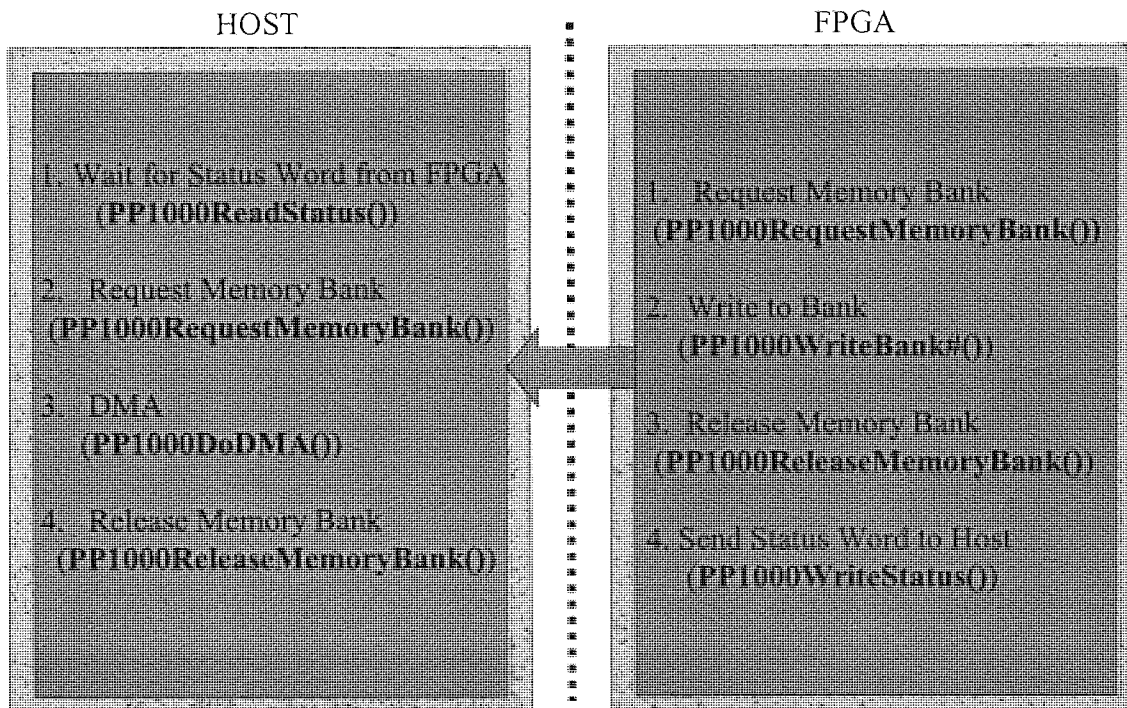 HOST
1. Wait for Status Word from FPGA
(PP1000ReadStatus())
2. Request Memory Bank
(PP1000RequestMemoryBank())
3. DMA
(PP1000DoDMA())
4. Release Memory Bank
(PP1000ReleaseMemoryBank())
FPGA
1. Request Memory Bank
(PP1000RequestMemoryBank())
2. Write to Bank
(PP1000WriteBank#())
3. Release Memory Bank
(PP1000ReleaseMemoryBank())
4. Send Status Word to Host
(PP1000WriteStatus())